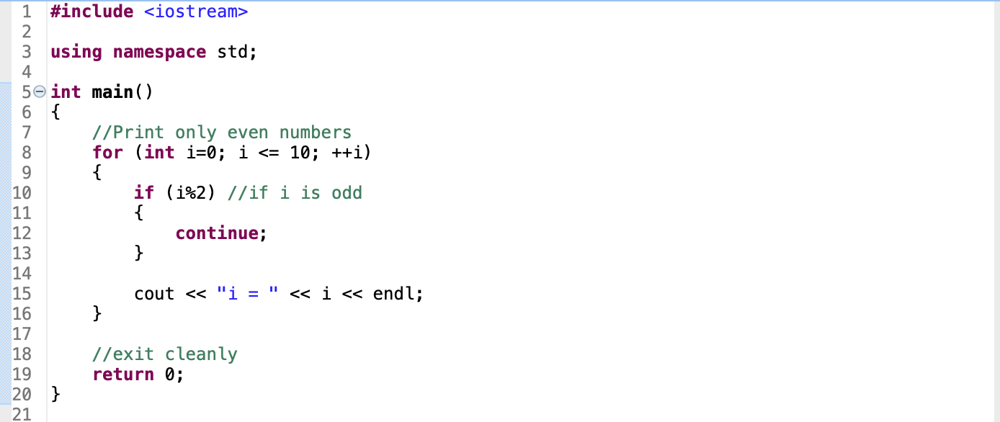 1 #include <iostream>
2
3 using namespace std;
4
5 int main()
6 {
7     //Print only even numbers
8     for (int i=0; i <= 10; ++i)
9     {
10         if (i%2) //if i is odd
11         {
12             continue;
13         }
14
15         cout << "i = " << i << endl;
16     }
17
18     //exit cleanly
19     return 0;
20 }
21